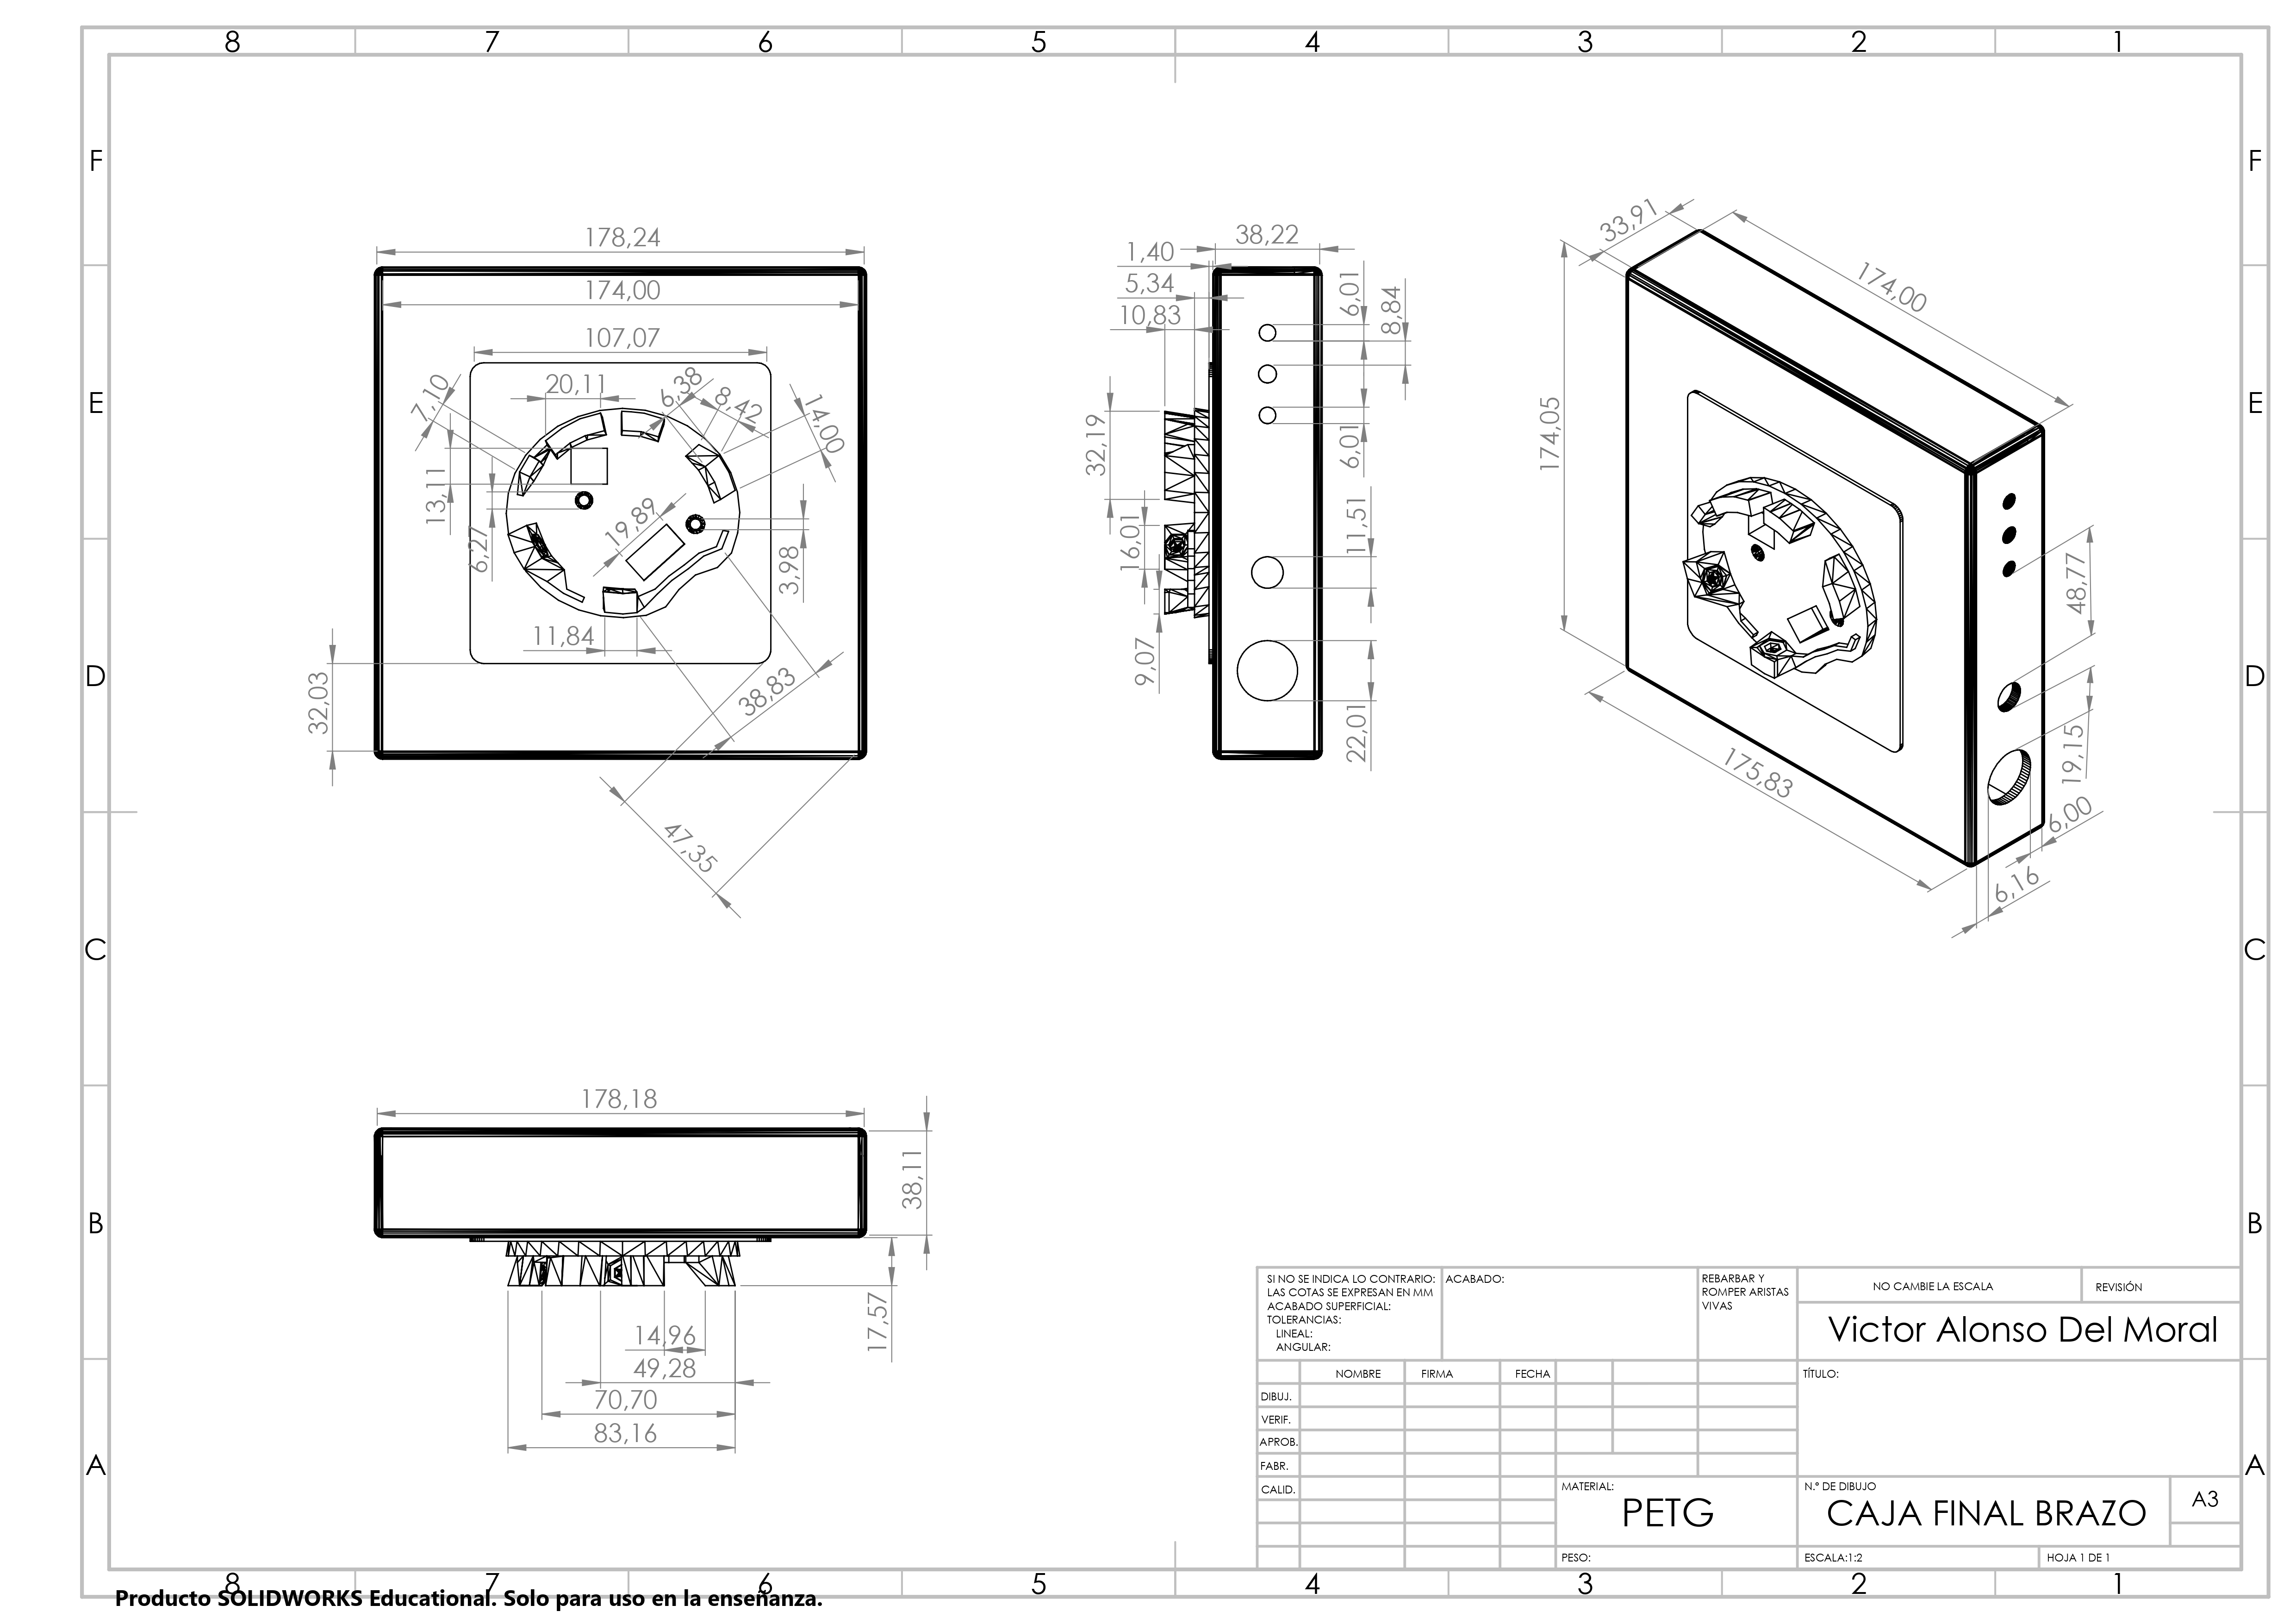 8 7 6 5 4 3 2 1
F F
E E
D D
C C
B B
A A
178,24
174,00
107,07
20,11
6,38
8,42
14,00
7,10
13,11
6,27
19,89
3,98
11,84
38,83
32,03
47,35
38,22
1,40
5,34
10,83
6,01
8,84
32,19
6,01
16,01
11,51
9,07
22,01
33,91
174,00
174,05
48,77
19,15
175,83
6,00
6,16
178,18
38,11
17,57
14,96
49,28
70,70
83,16
SI NO SE INDICA LO CONTRARIO:
LAS COTAS SE EXPRESAN EN MM
ACABADO SUPERFICIAL:
TOLERANCIAS:
LINEAL:
ANGULAR:
ACABADO:
REBARBAR Y
ROMPER ARISTAS
VIVAS
NO CAMBIE LA ESCALA
REVISIÓN
Victor Alonso Del Moral
NOMBRE FIRMA FECHA
TÍTULO:
DIBUJ.
VERIF.
APROB.
FABR.
CALID.
MATERIAL:
PETG
N.º DE DIBUJO
CAJA FINAL BRAZO
A3
PESO:
ESCALA:1:2
HOJA 1 DE 1
8 7 6 5 4 3 2 1
Producto SOLIDWORKS Educational. Solo para uso en la enseñanza.